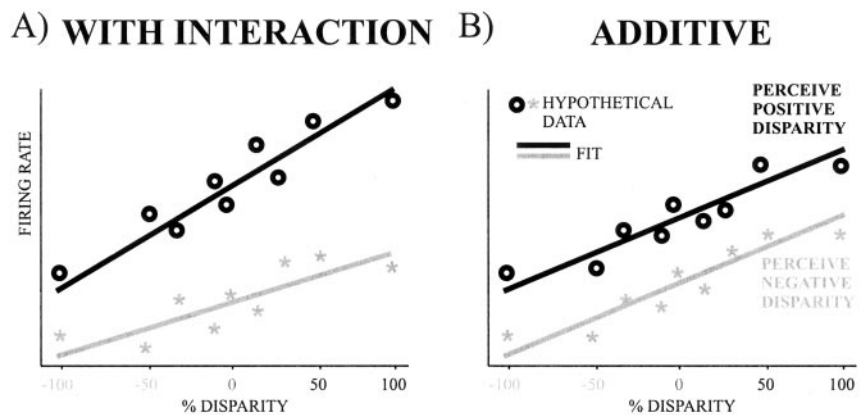 A) WITH INTERACTION
B) ADDITIVE
FIRING RATE
-100 -50 0 50 100
% DISPARITY
HYPOTHETICAL
DATA
FIT
PERCEIVE
POSITIVE
DISPARITY
PERCEIVE
NEGATIVE
DISPARITY
-100 -50 0 50 100
% DISPARITY